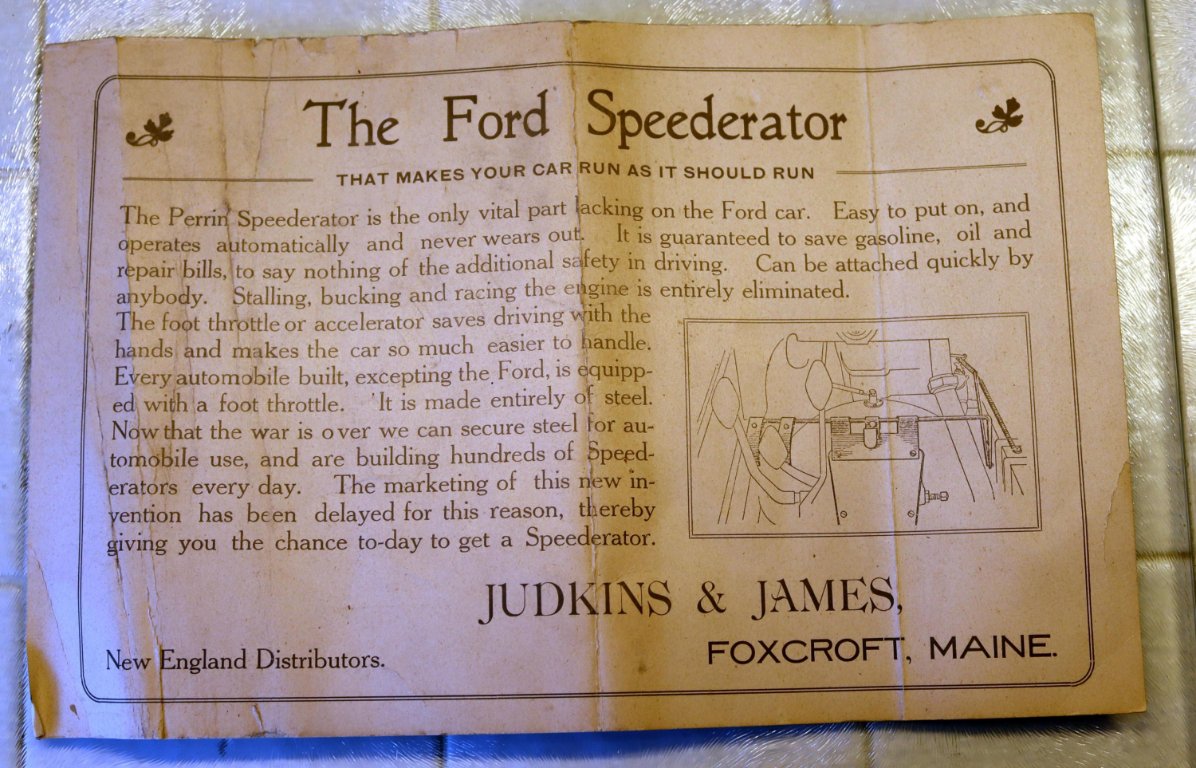 The Ford Speederator
THAT MAKES YOUR CAR RUN AS IT SHOULD RUN
The Perrin Speederator is the only vital part lacking on the Ford car. Easy to put on, and
operates automatically and never wears out. It is guaranteed to save gasoline, oil and
repair bills, to say nothing of the additional safety in driving. Can be attached quickly by
anybody. Stalling, bucking and racing the engine is entirely eliminated.
The foot throttle or accelerator saves driving with the
hands and makes the car so much easier to handle.
Every automobile built, excepting the Ford, is equipp-
ed with a foot throttle. It is made entirely of steel.
Now that the war is over we can secure steel for au-
tomobile use, and are building hundreds of Speed-
erators every day. The marketing of this new in-
vention has been delayed for this reason, thereby
giving you the chance to-day to get a Speederator.
JUDKINS & JAMES,
New England Distributors.
FOXCROFT, MAINE.